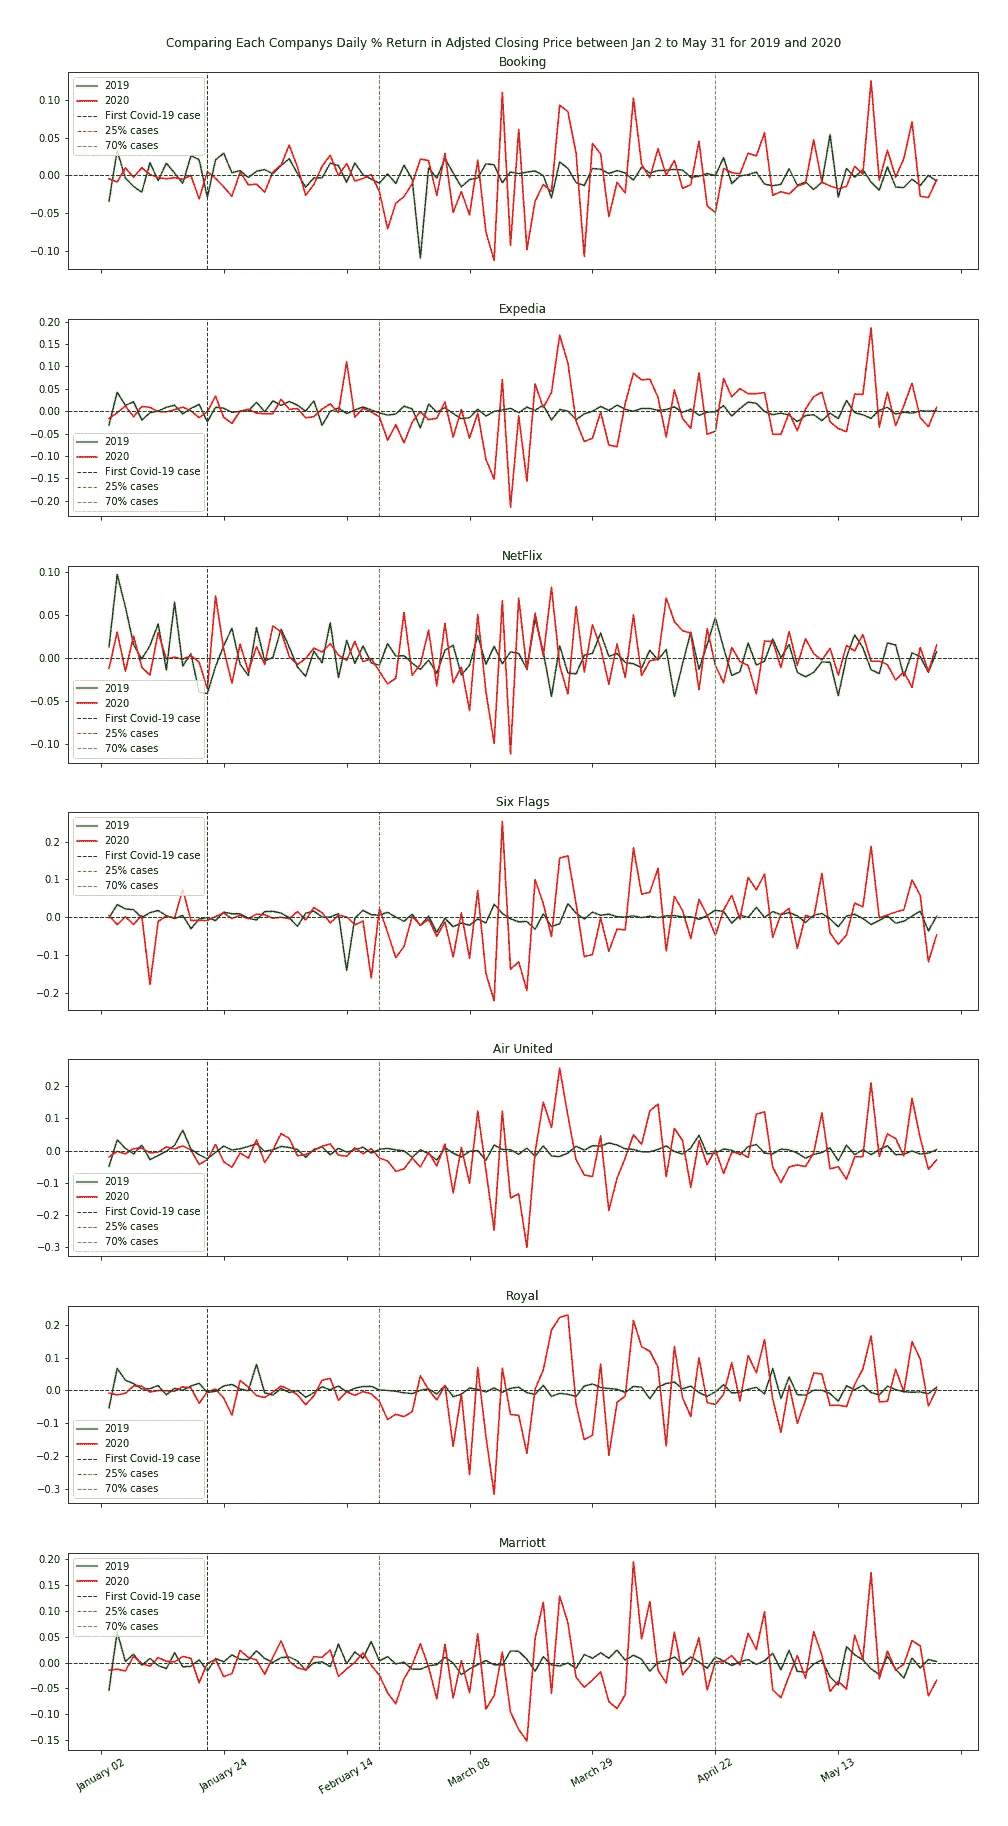 Comparing Each Companys Daily % Return in Adjsted Closing Price between Jan 2 to May 31 for 2019 and 2020
Booking
2019
2020
First Covid-19 case
25% cases
70% cases
0.10
0.05
0.00
−0.05
−0.10
Expedia
0.20
0.15
0.10
0.05
0.00
−0.05
−0.10
−0.15
−0.20
2019
2020
First Covid-19 case
25% cases
70% cases
NetFlix
0.10
0.05
0.00
−0.05
−0.10
2019
2020
First Covid-19 case
25% cases
70% cases
Six Flags
2019
2020
First Covid-19 case
25% cases
70% cases
0.2
0.1
0.0
−0.1
−0.2
Air United
0.2
0.1
0.0
−0.1
−0.2
−0.3
2019
2020
First Covid-19 case
25% cases
70% cases
Royal
0.2
0.1
0.0
−0.1
−0.2
−0.3
2019
2020
First Covid-19 case
25% cases
70% cases
Marriott
2019
2020
First Covid-19 case
25% cases
70% cases
0.20
0.15
0.10
0.05
0.00
−0.05
−0.10
−0.15
January 02
January 24
February 14
March 08
March 29
April 22
May 13